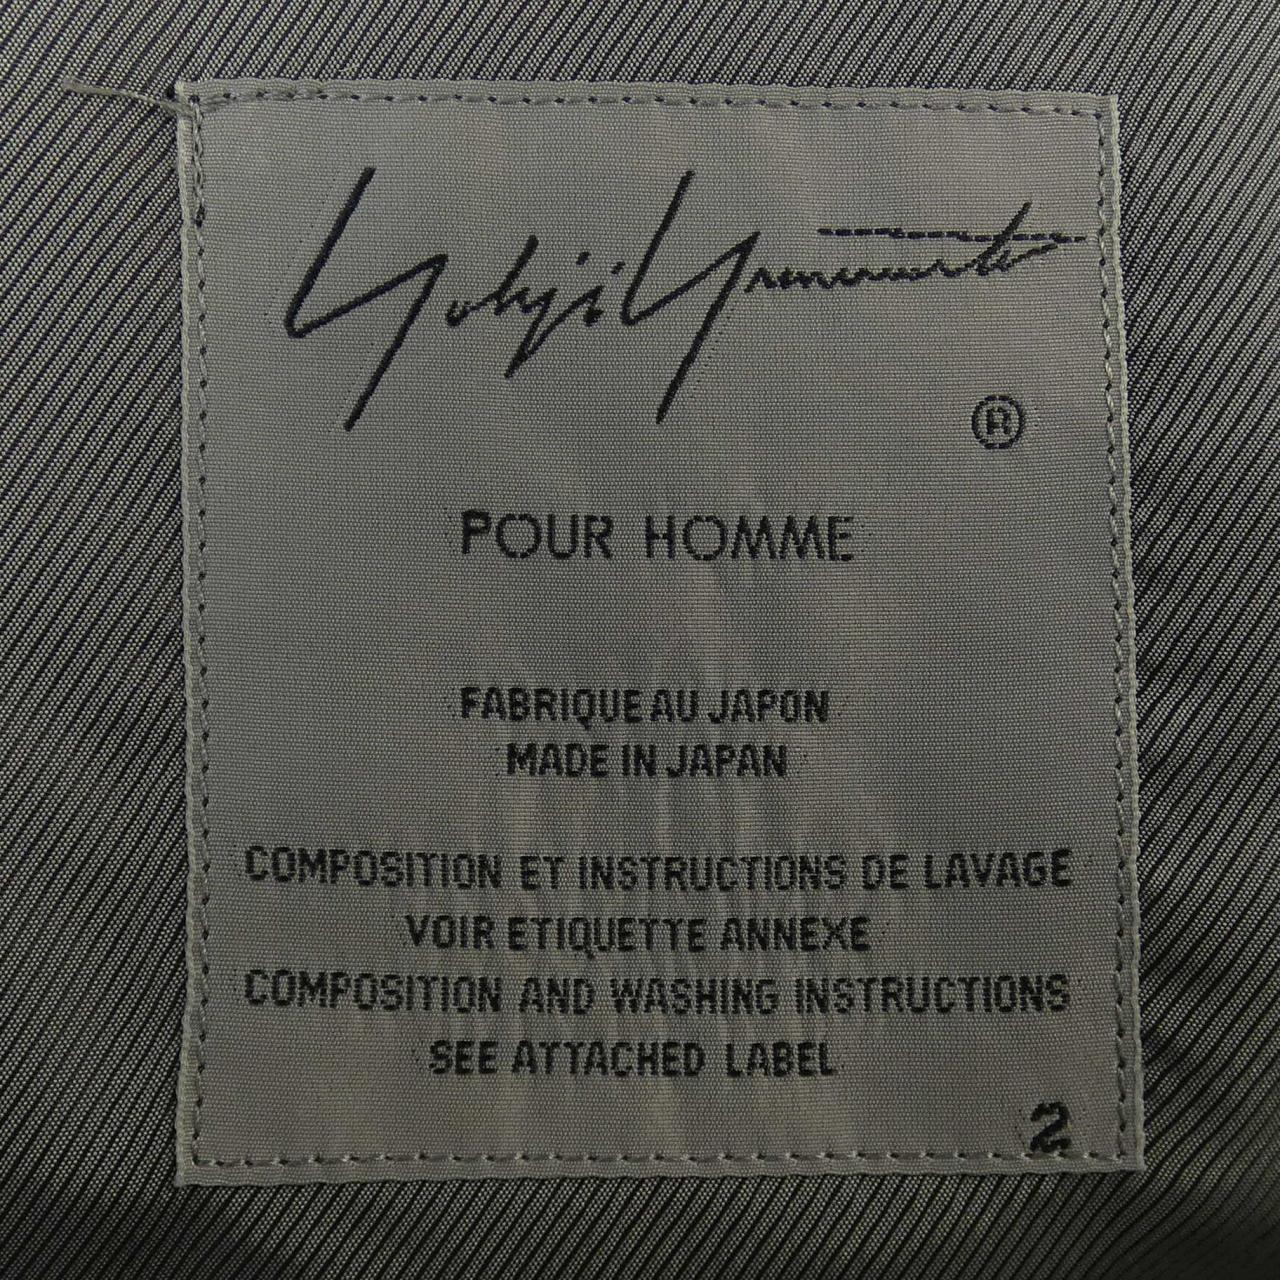 Yohji Yamamoto
®
POUR HOMME
FABRIQUE AU JAPON
MADE IN JAPAN
COMPOSITION ET INSTRUCTIONS DE LAVAGE
VOIR ETIQUETTE ANNEXE
COMPOSITION AND WASHING INSTRUCTIONS
SEE ATTACHED LABEL
2